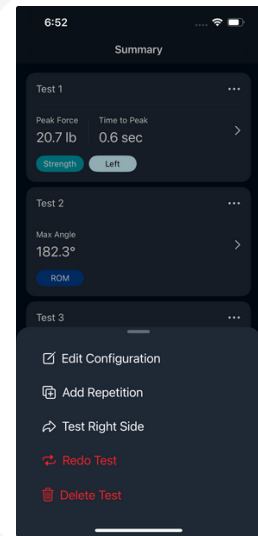 6:52
Summary
Test 1
Peak Force Time to Peak
20.7 lb 0.6 sec
Strength Left
Test 2
Max Angle
182.3°
ROM
Test 3
Edit Configuration
Add Repetition
Test Right Side
Redo Test
Delete Test